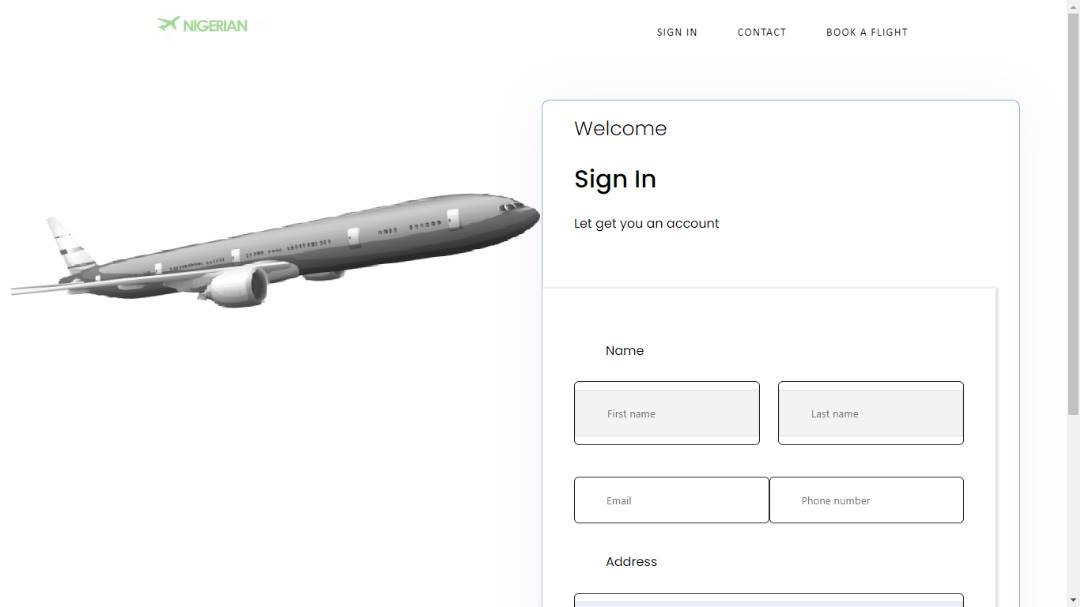 NIGERIAN
SIGN IN
CONTACT
BOOK A FLIGHT
Welcome
Sign In
Let get you an account
Name
First name
Last name
Email
Phone number
Address